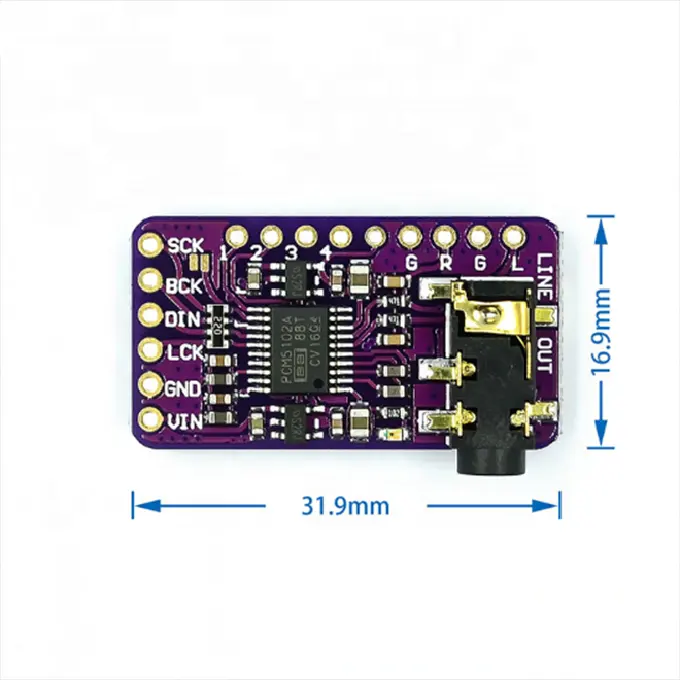 SCK
BCK
DIN
LCK
GND
VIN
1 2 3 4
G R G L
LINE OUT
220
PCM5102A
88T
16.9mm
31.9mm